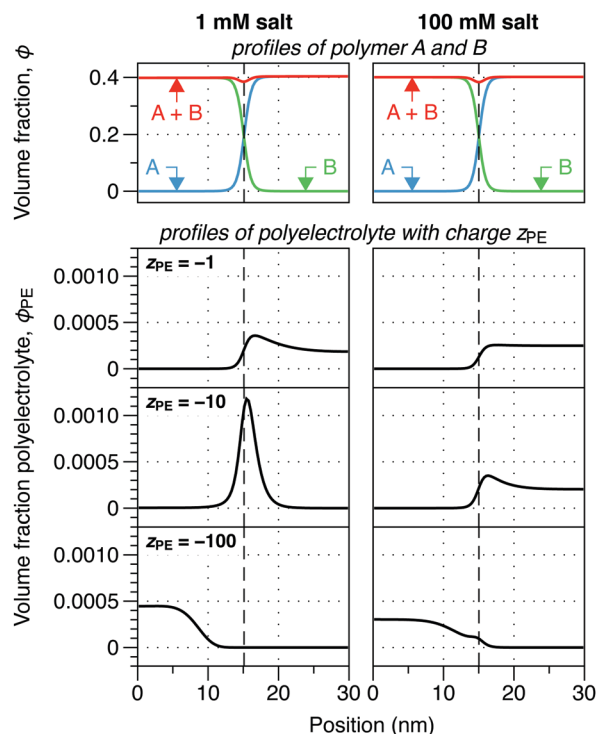 1 mM salt 100 mM salt
profiles of polymer A and B
Volume fraction, ϕ
0.4
0.2
0
A + B
A
B
A + B
A
B
profiles of polyelectrolyte with charge zPE
Volume fraction polyelectrolyte, ϕPE
zPE = −1
0.0010
0.0005
0
zPE = −10
0.0010
0.0005
0
zPE = −100
0.0010
0.0005
0
0 10 20 30 0 10 20 30
Position (nm)